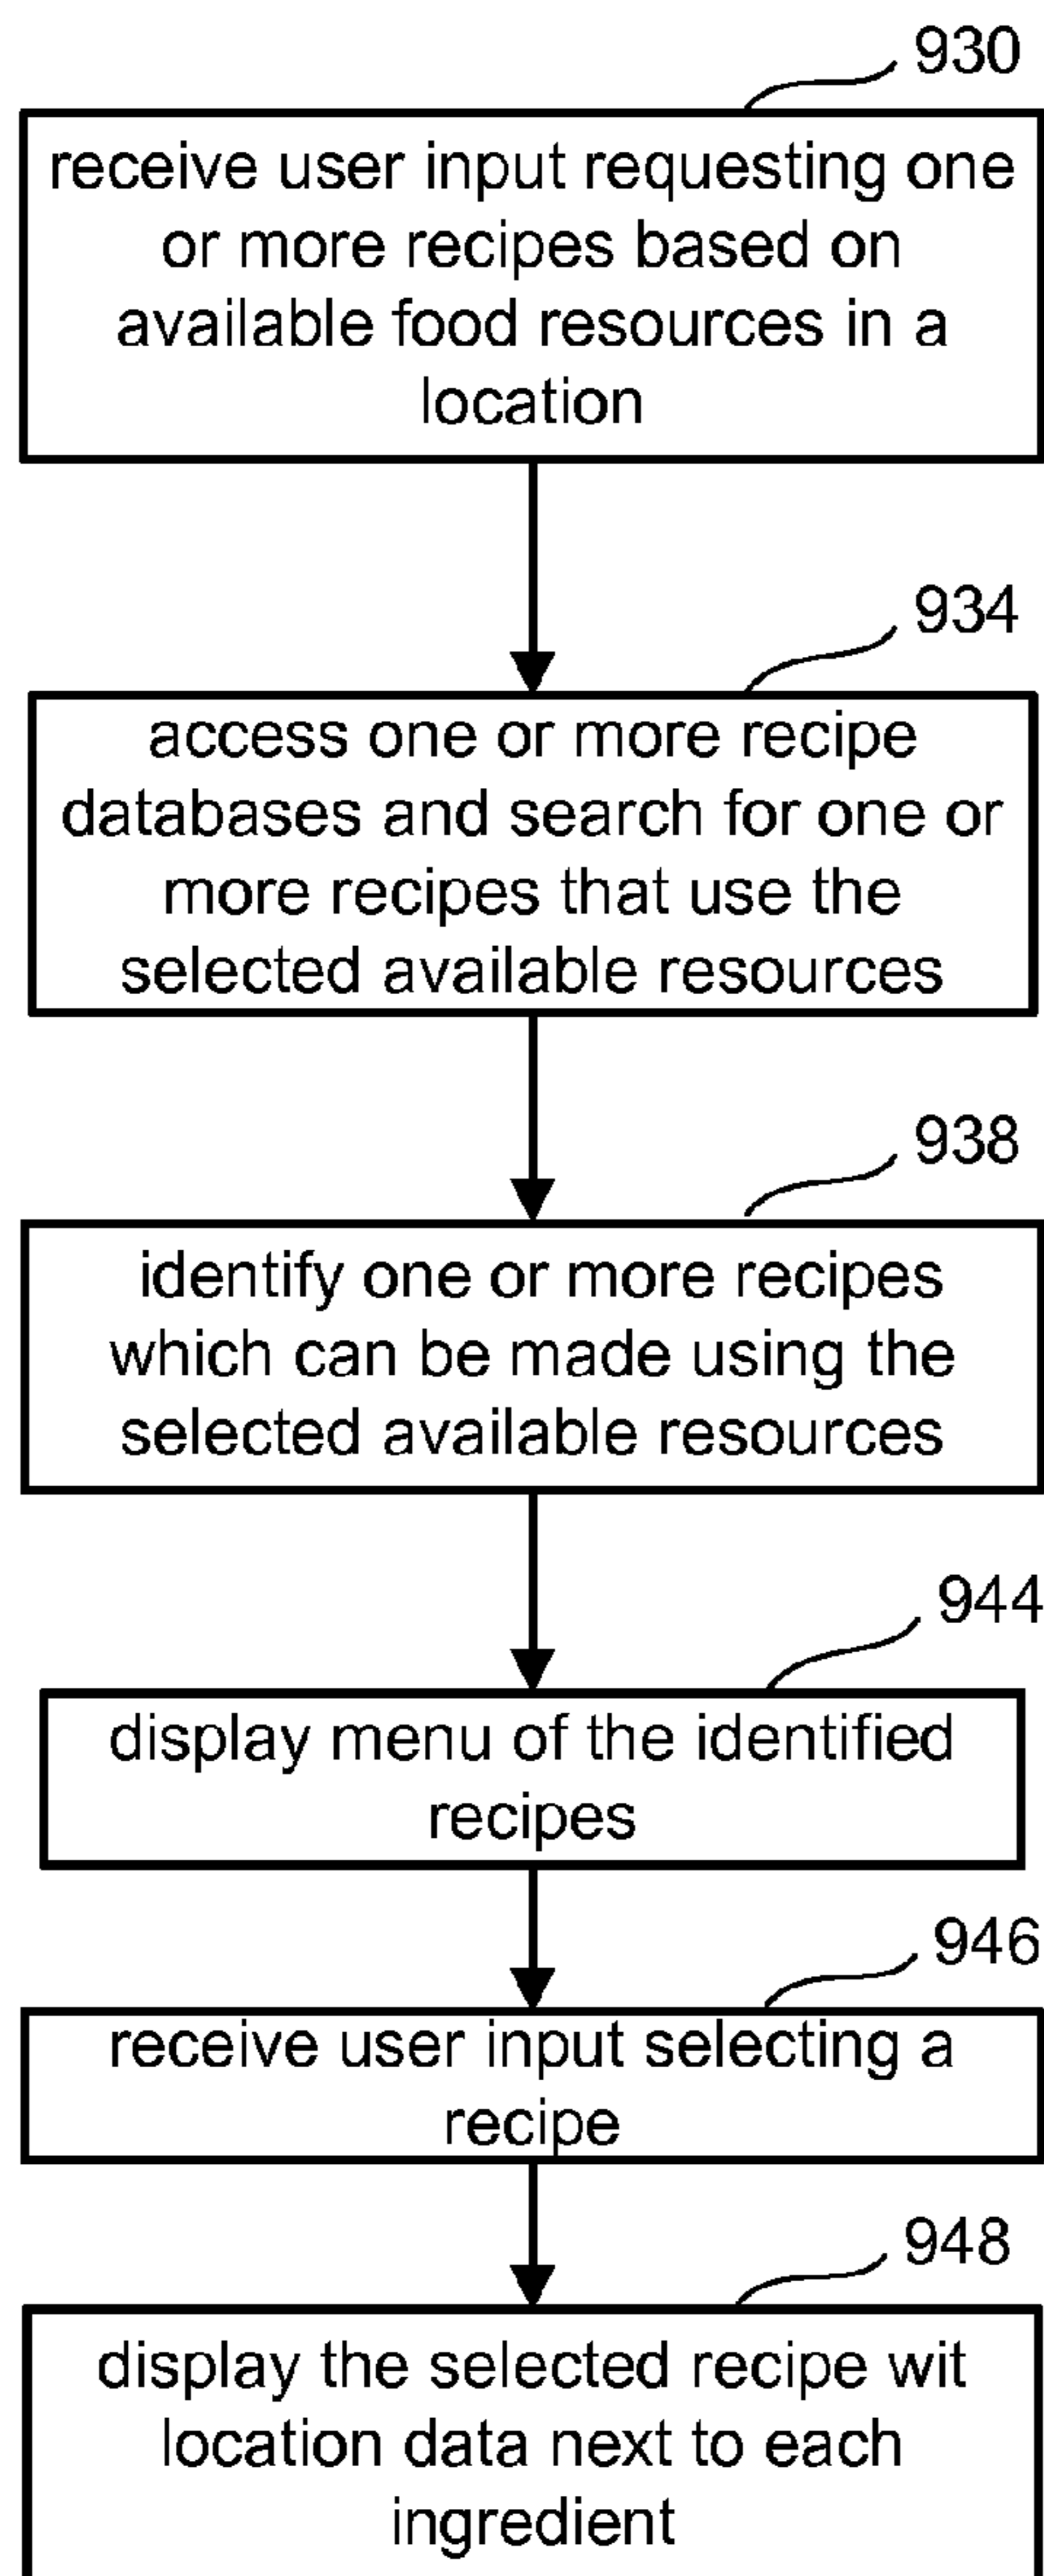 930
receive user input requesting one
or more recipes based on
available food resources in a
location
934
access one or more recipe
databases and search for one or
more recipes that use the
selected available resources
938
identify one or more recipes
which can be made using the
selected available resources
944
display menu of the identified
recipes
946
receive user input selecting a
recipe
948
display the selected recipe wit
location data next to each
ingredient